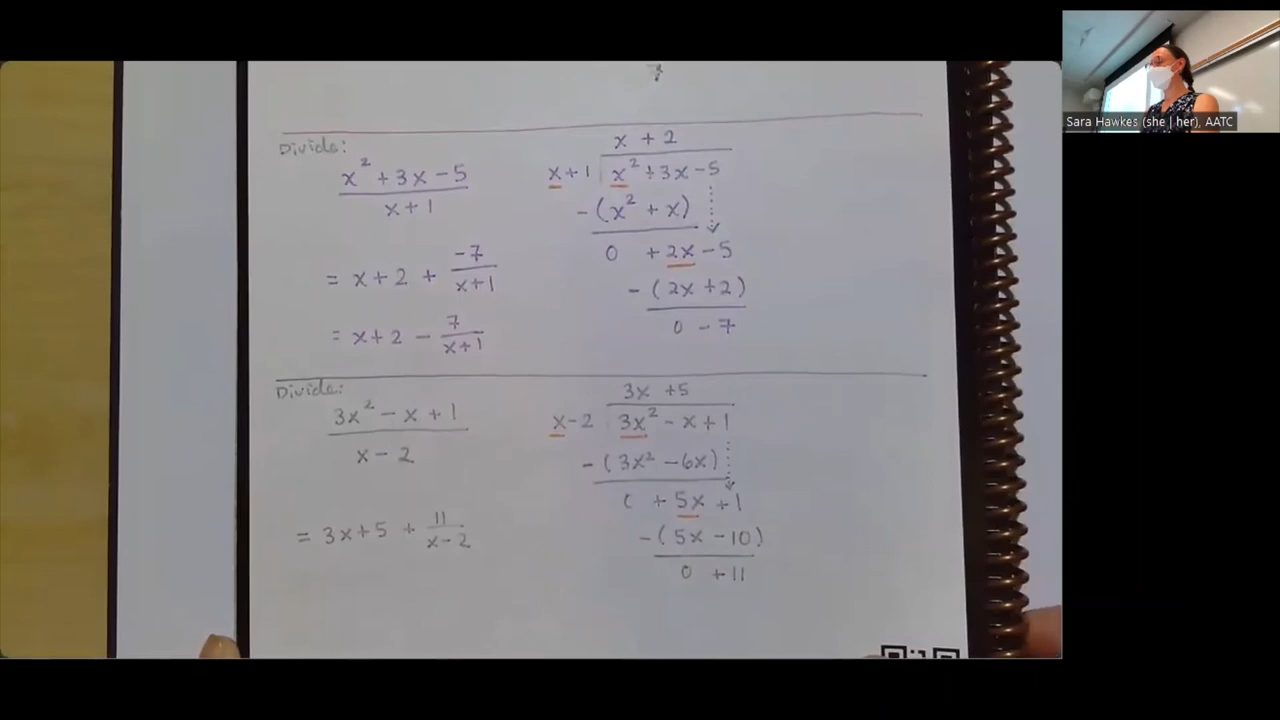 Divide:
x² + 3x - 5
x + 1
= x + 2 + -7
x + 1
= x + 2 - 7
x + 1
x + 2
x + 1 x² + 3x - 5
- (x² + x)
0 + 2x - 5
- (2x + 2)
0 - 7
Divide:
3x² - x + 1
x - 2
= 3x + 5 + 11
x - 2
3x + 5
x - 2 3x² - x + 1
- (3x² - 6x)
0 + 5x + 1
- (5x - 10)
0 + 11
Sara Hawkes (she | her), AATC